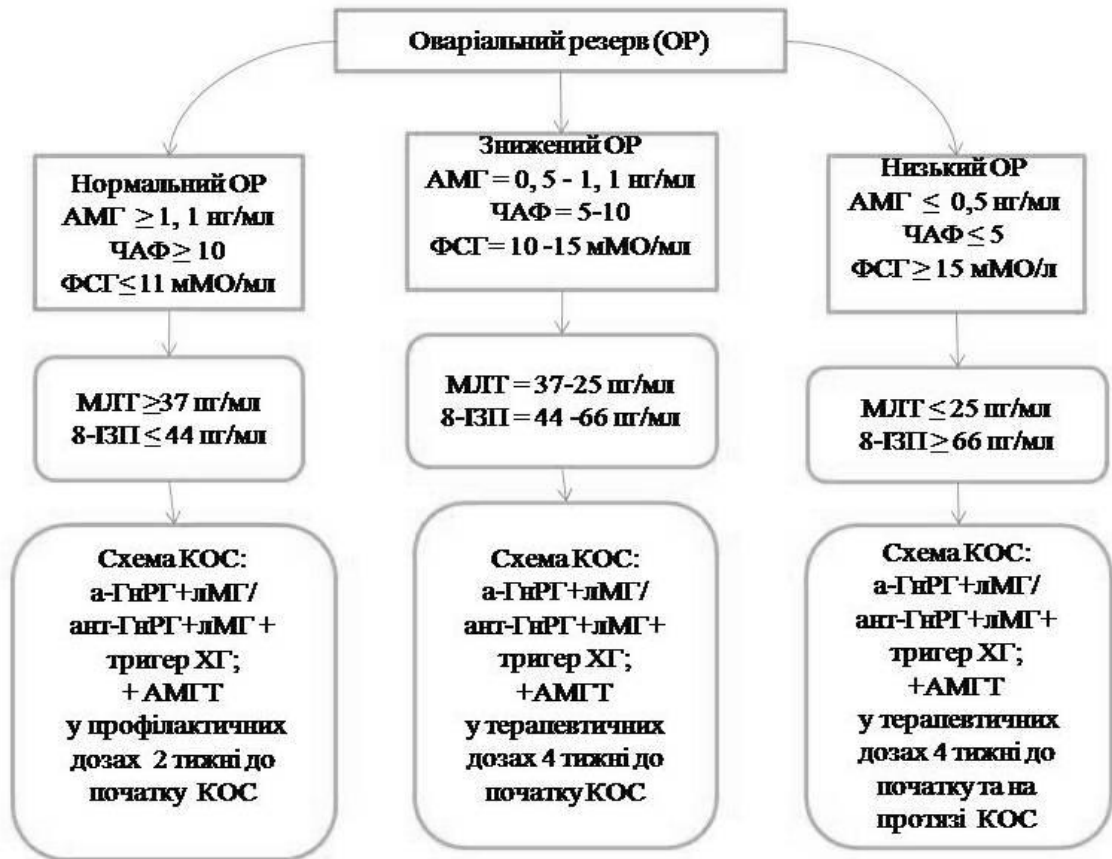 Оваріальний резерв (ОР)
Нормальний ОР
АМГ ≥ 1, 1 нг/мл
ЧАФ ≥ 10
ФСГ ≤ 11 мМО/мл
Знижений ОР
АМГ = 0, 5 - 1, 1 нг/мл
ЧАФ = 5-10
ФСГ = 10 -15 мМО/мл
Низький ОР
АМГ ≤ 0,5 нг/мл
ЧАФ ≤ 5
ФСГ ≥ 15 мМО/л
МЛТ ≥37 пг/мл
8-ІЗП ≤ 44 пг/мл
МЛТ = 37-25 пг/мл
8-ІЗП = 44 -66 пг/мл
МЛТ ≤ 25 пг/мл
8-ІЗП ≥ 66 пг/мл
Схема КОС:
а-ГнРГ+лМГ/
ант-ГнРГ+лМГ +
тригер ХГ;
+ АМГТ
у профілактичних
дозах 2 тижні до
початку КОС
Схема КОС:
а-ГнРГ+лМГ/
ант-ГнРГ+лМГ+
тригер ХГ;
+АМГТ
у терапевтичних
дозах 4 тижні до
початку КОС
Схема КОС:
а-ГнРГ+лМГ/
ант-ГнРГ+лМГ+
тригер ХГ;
+АМГТ
у терапевтичних
дозах 4 тижні до
початку та на
протязі КОС